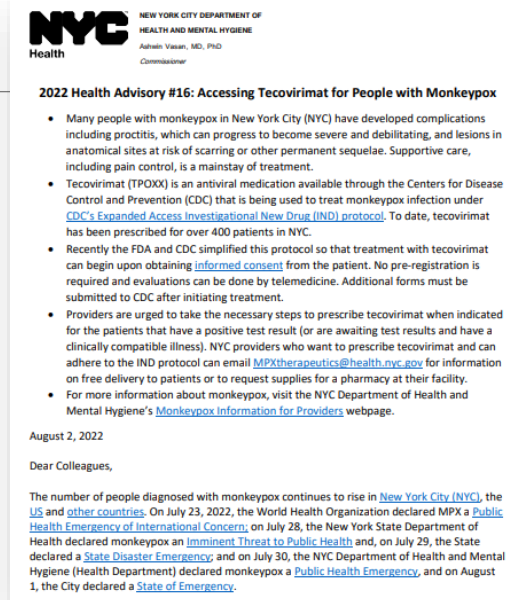 NYC
Health
NEW YORK CITY DEPARTMENT OF
HEALTH AND MENTAL HYGIENE
Ashwin Vasan, MD, PhD
Commissioner
2022 Health Advisory #16: Accessing Tecovirimat for People with Monkeypox
• Many people with monkeypox in New York City (NYC) have developed complications
including proctitis, which can progress to become severe and debilitating, and lesions in
anatomical sites at risk of scarring or other permanent sequelae. Supportive care,
including pain control, is a mainstay of treatment.
• Tecovirimat (TPOXX) is an antiviral medication available through the Centers for Disease
Control and Prevention (CDC) that is being used to treat monkeypox infection under
CDC's Expanded Access Investigational New Drug (IND) protocol. To date, tecovirimat
has been prescribed for over 400 patients in NYC.
• Recently the FDA and CDC simplified this protocol so that treatment with tecovirimat
can begin upon obtaining informed consent from the patient. No pre-registration is
required and evaluations can be done by telemedicine. Additional forms must be
submitted to CDC after initiating treatment.
• Providers are urged to take the necessary steps to prescribe tecovirimat when indicated
for the patients that have a positive test result (or are awaiting test results and have a
clinically compatible illness). NYC providers who want to prescribe tecovirimat and can
adhere to the IND protocol can email MPXtherapeutics@health.nyc.gov for information
on free delivery to patients or to request supplies for a pharmacy at their facility.
• For more information about monkeypox, visit the NYC Department of Health and
Mental Hygiene's Monkeypox Information for Providers webpage.
August 2, 2022
Dear Colleagues,
The number of people diagnosed with monkeypox continues to rise in New York City (NYC), the
US and other countries. On July 23, 2022, the World Health Organization declared MPX a Public
Health Emergency of International Concern; on July 28, the New York State Department of
Health declared monkeypox an Imminent Threat to Public Health and, on July 29, the State
declared a State Disaster Emergency; and on July 30, the NYC Department of Health and Mental
Hygiene (Health Department) declared monkeypox a Public Health Emergency, and on August
1, the City declared a State of Emergency.